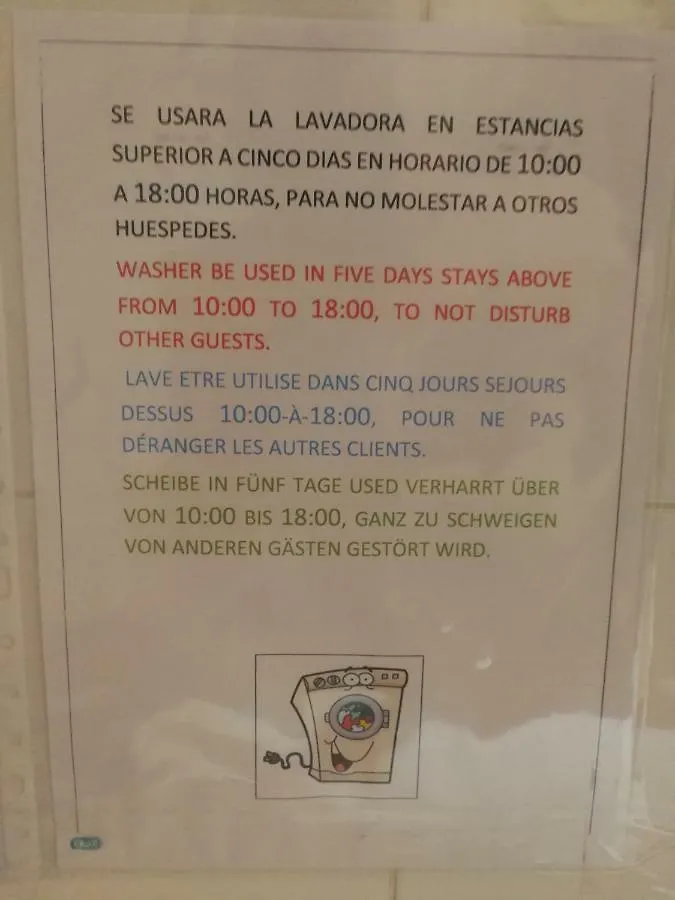 SE USARA LA LAVADORA EN ESTANCIAS
SUPERIOR A CINCO DIAS EN HORARIO DE 10:00
A 18:00 HORAS, PARA NO MOLESTAR A OTROS
HUESPEDES.
WASHER BE USED IN FIVE DAYS STAYS ABOVE
FROM 10:00 TO 18:00, TO NOT DISTURB
OTHER GUESTS.
LAVE ETRE UTILISE DANS CINQ JOURS SEJOURS
DESSUS 10:00-À-18:00, POUR NE PAS
DÉRANGER LES AUTRES CLIENTS.
SCHEIBE IN FÜNF TAGE USED VERHARRT ÜBER
VON 10:00 BIS 18:00, GANZ ZU SCHWEIGEN
VON ANDEREN GÄSTEN GESTÖRT WIRD.